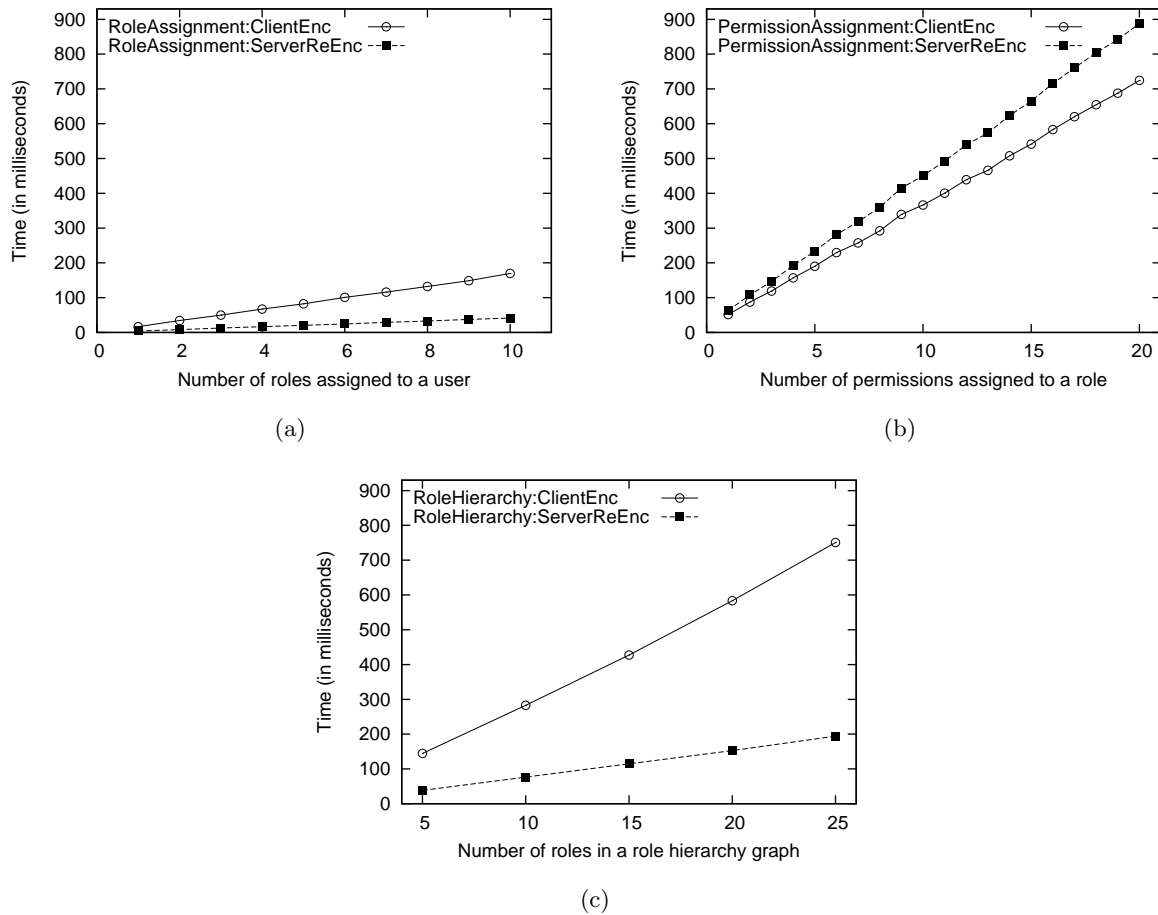 RoleAssignment:ClientEnc
RoleAssignment:ServerReEnc
900
800
700
600
500
400
300
200
100
0
Time (in milliseconds)
0 2 4 6 8 10
Number of roles assigned to a user
(a)
PermissionAssignment:ClientEnc
PermissionAssignment:ServerReEnc
900
800
700
600
500
400
300
200
100
0
Time (in milliseconds)
0 5 10 15 20
Number of permissions assigned to a role
(b)
RoleHierarchy:ClientEnc
RoleHierarchy:ServerReEnc
900
800
700
600
500
400
300
200
100
0
Time (in milliseconds)
5 10 15 20 25
Number of roles in a role hierarchy graph
(c)